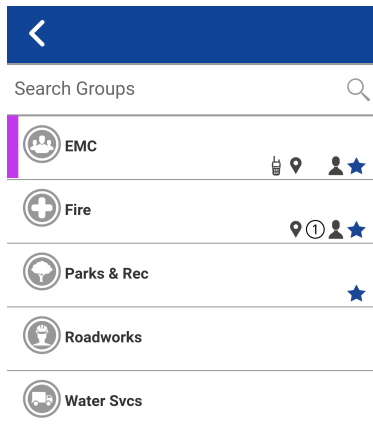 Search Groups
EMC
Fire
1
Parks & Rec
Roadworks
Water Svcs